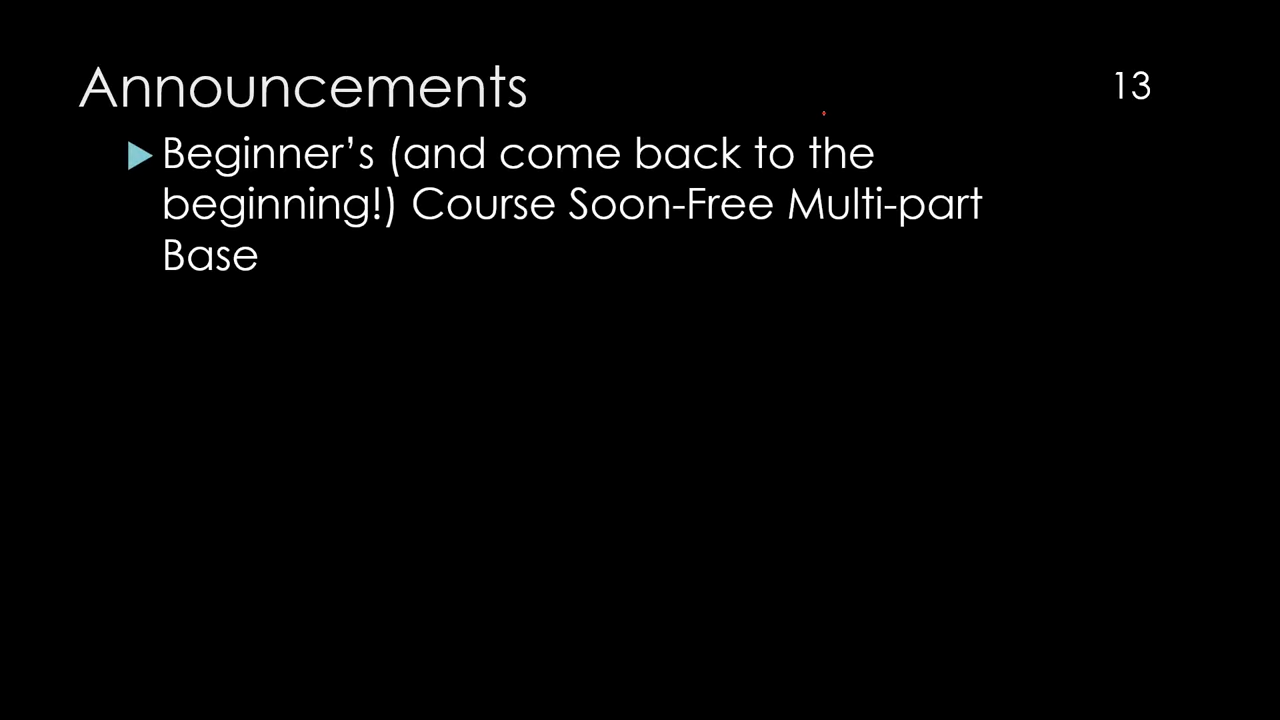 Announcements
13
Beginner’s (and come back to the
beginning!) Course Soon-Free Multi-part
Base